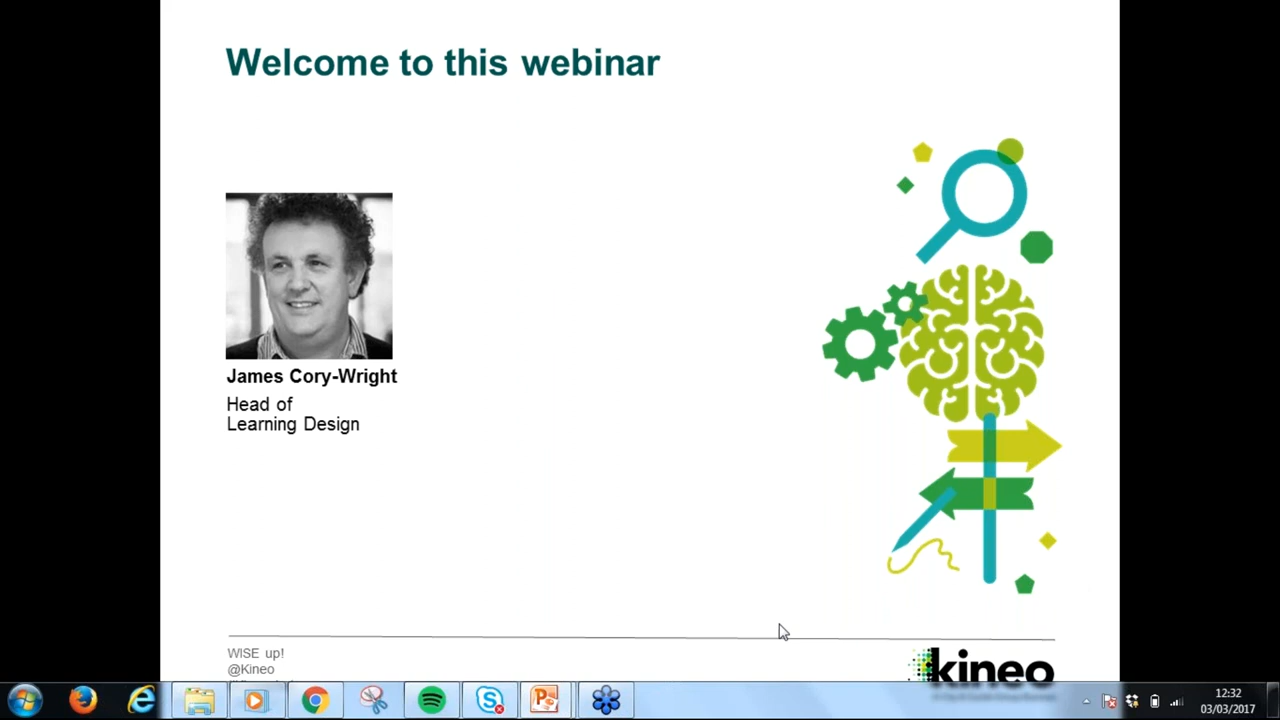 Welcome to this webinar
James Cory-Wright
Head of
Learning Design
WISE up!
@Kineo
kineo
12:32
03/03/2017